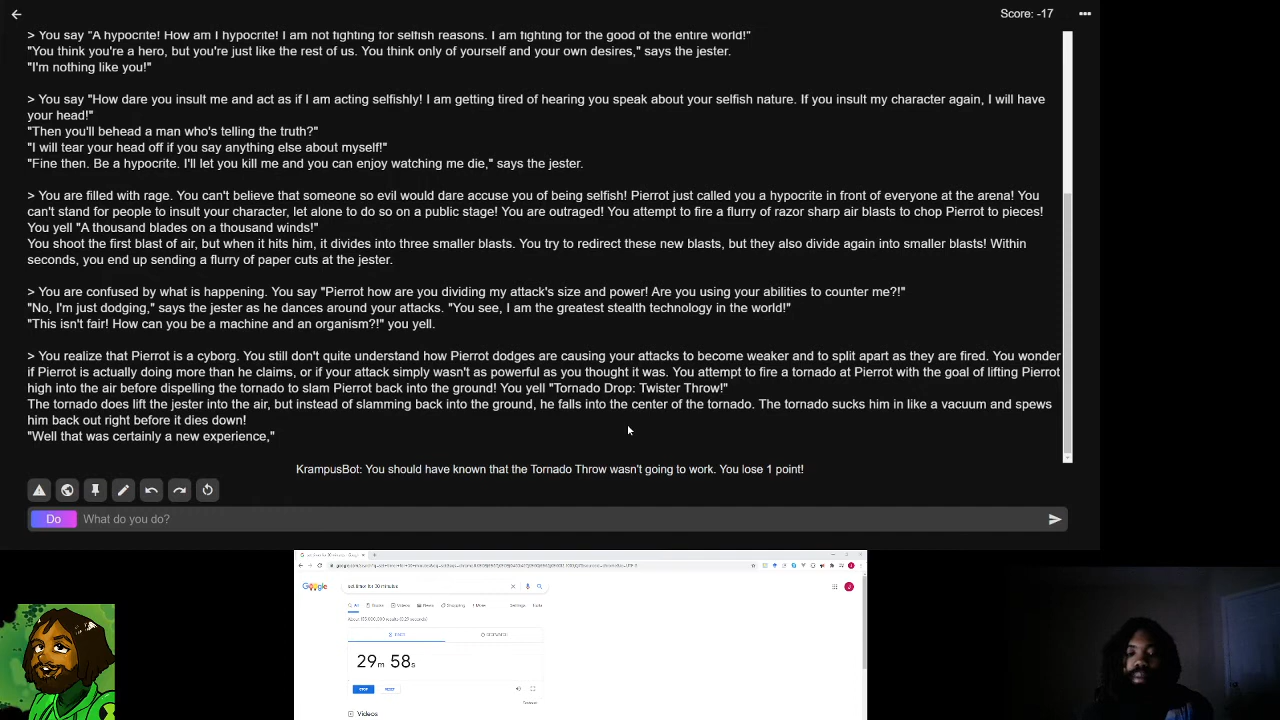 Score: -17
> You say "A hypocrite! How am I hypocrite! I am not fighting for selfish reasons. I am fighting for the good of the entire world!"
"You think you're a hero, but you're just like the rest of us. You think only of yourself and your own desires," says the jester.
"I'm nothing like you!"
> You say "How dare you insult me and act as if I am acting selfishly! I am getting tired of hearing you speak about your selfish nature. If you insult my character again, I will have
your head!"
"Then you'll behead a man who's telling the truth?"
"I will tear your head off if you say anything else about myself!"
"Fine then. Be a hypocrite. I'll let you kill me and you can enjoy watching me die," says the jester.
> You are filled with rage. You can't believe that someone so evil would dare accuse you of being selfish! Pierrot just called you a hypocrite in front of everyone at the arena! You
can't stand for people to insult your character, let alone to do so on a public stage! You are outraged! You attempt to fire a flurry of razor sharp air blasts to chop Pierrot to pieces!
You yell "A thousand blades on a thousand winds!"
You shoot the first blast of air, but when it hits him, it divides into three smaller blasts. You try to redirect these new blasts, but they also divide again into smaller blasts! Within
seconds, you end up sending a flurry of paper cuts at the jester.
> You are confused by what is happening. You say "Pierrot how are you dividing my attack's size and power! Are you using your abilities to counter me?!"
"No, I'm just dodging," says the jester as he dances around your attacks. "You see, I am the greatest stealth technology in the world!"
"This isn't fair! How can you be a machine and an organism?!" you yell.
> You realize that Pierrot is a cyborg. You still don't quite understand how Pierrot dodges are causing your attacks to become weaker and to split apart as they are fired. You wonder
if Pierrot is actually doing more than he claims, or if your attack simply wasn't as powerful as you thought it was. You attempt to fire a tornado at Pierrot with the goal of lifting Pierrot
high into the air before dispelling the tornado to slam Pierrot back into the ground! You yell "Tornado Drop: Twister Throw!"
The tornado does lift the jester into the air, but instead of slamming back into the ground, he falls into the center of the tornado. The tornado sucks him in like a vacuum and spews
him back out right before it dies down!
"Well that was certainly a new experience,"
KrampusBot: You should have known that the Tornado Throw wasn't going to work. You lose 1 point!
Do What do you do?
Google
set timer for 30 minutes
All
Videos
News
Shopping
More
Settings
29m 58s
STOP
RESET
Videos